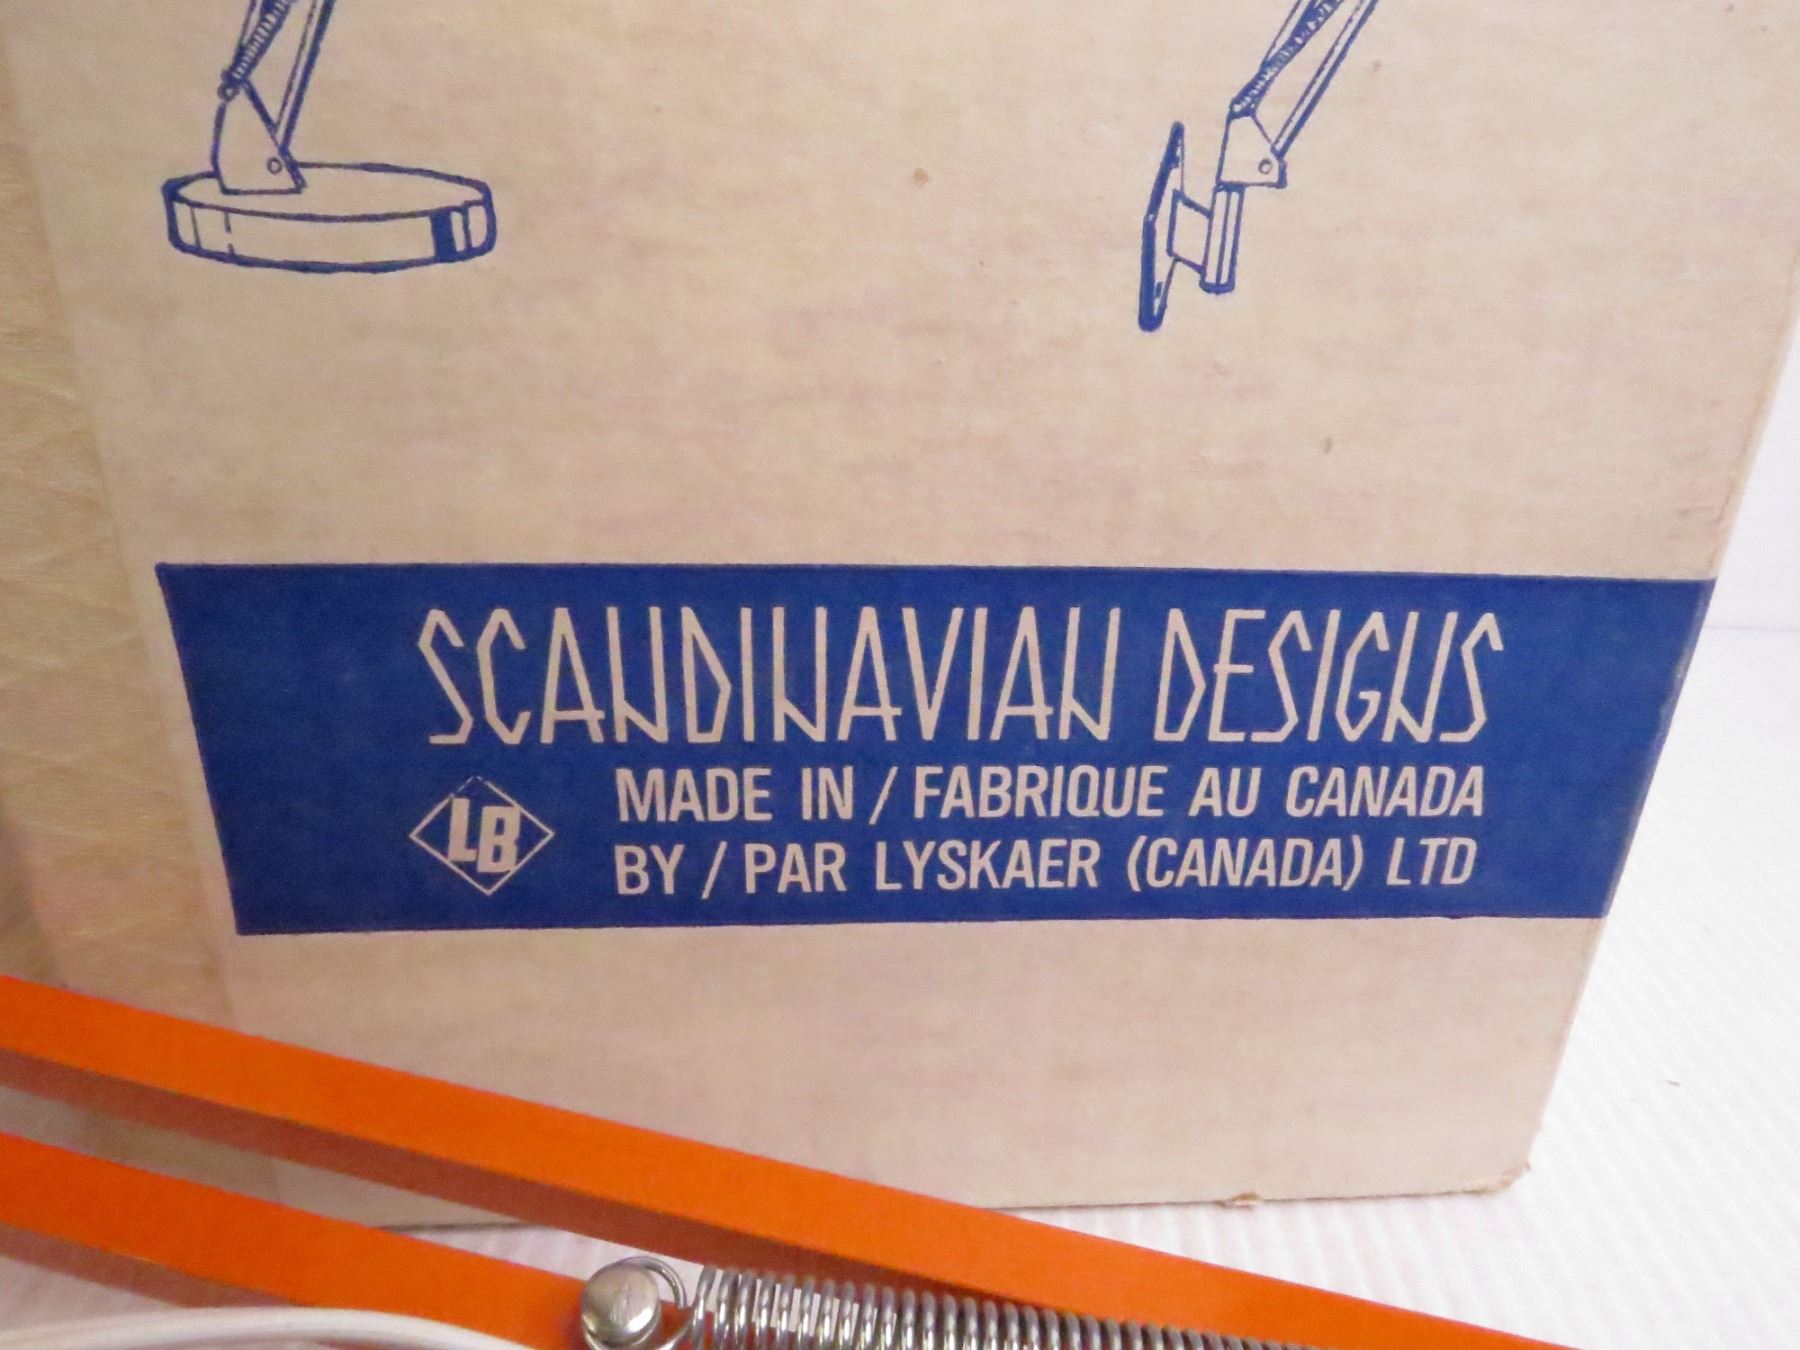 SCANDINAVIAN DESIGNS
LB
MADE IN / FABRIQUE AU CANADA
BY / PAR LYSKAER (CANADA) LTD